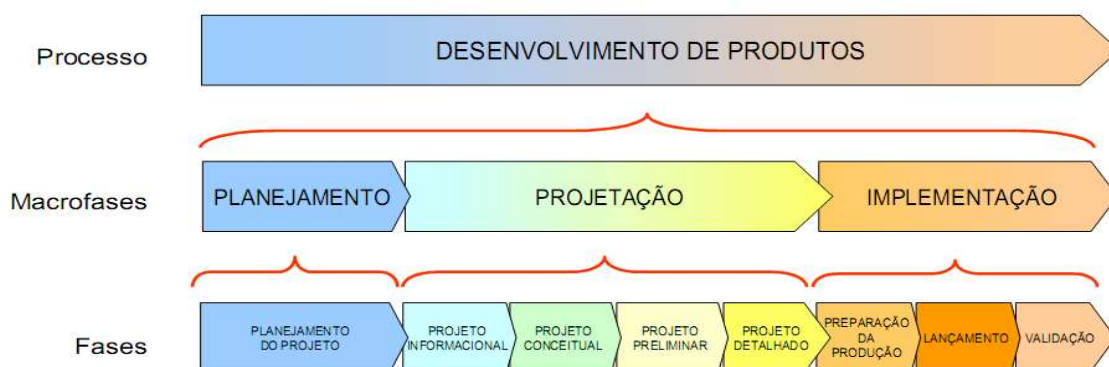 Processo
DESENVOLVIMENTO DE PRODUTOS
Macrofases
PLANEJAMENTO
PROJETAÇÃO
IMPLEMENTAÇÃO
Fases
PLANEJAMENTO
DO PROJETO
PROJETO
INFORMACIONAL
PROJETO
CONCEITUAL
PROJETO
PRELIMINAR
PROJETO
DETALHADO
PREPARAÇÃO
DA
PRODUÇÃO
LANÇAMENTO
VALIDAÇÃO